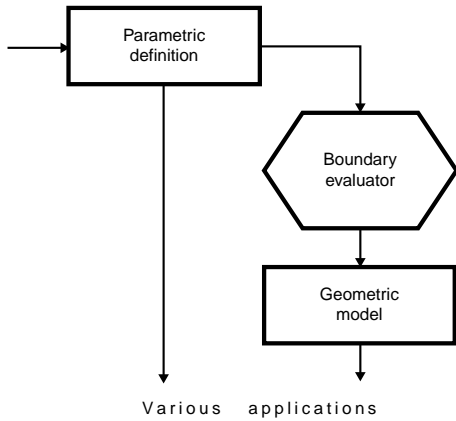 Parametric
definition
Boundary
evaluator
Geometric
model
Various applications